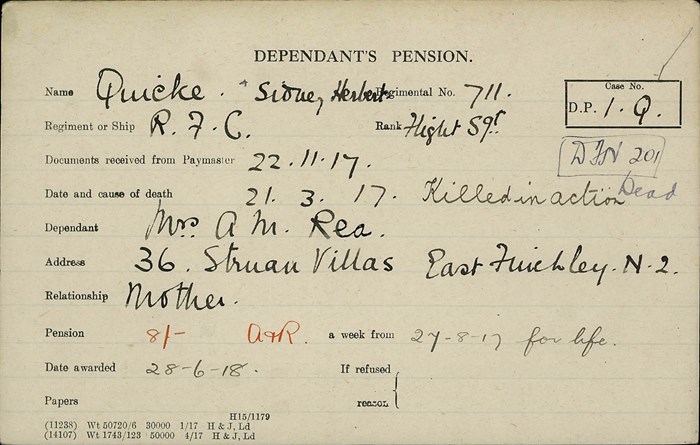 DEPENDANT'S PENSION.
Name Quicke. Sidney Herbert Regimental No. 711.
Case No.
D.P. 1. Q.
Regiment or Ship R.F.C. Rank Flight Sgt
Documents received from Paymaster 22.11.17.
DFN 201
Dead
Date and cause of death 21. 3. 17. Killed in action
Dependant Mrs A M. Rea.
Address 36. Struan Villas East Finchley. N.2.
Relationship Mother.
Pension 8/- A&R. a week from 27-8-17 for life.
Date awarded 28-6-18. If refused
Papers reason
H15/1179
(11238) Wt 50720/6 30000 1/17 H & J, Ld
(14107) Wt 1743/123 50000 4/17 H & J, Ld